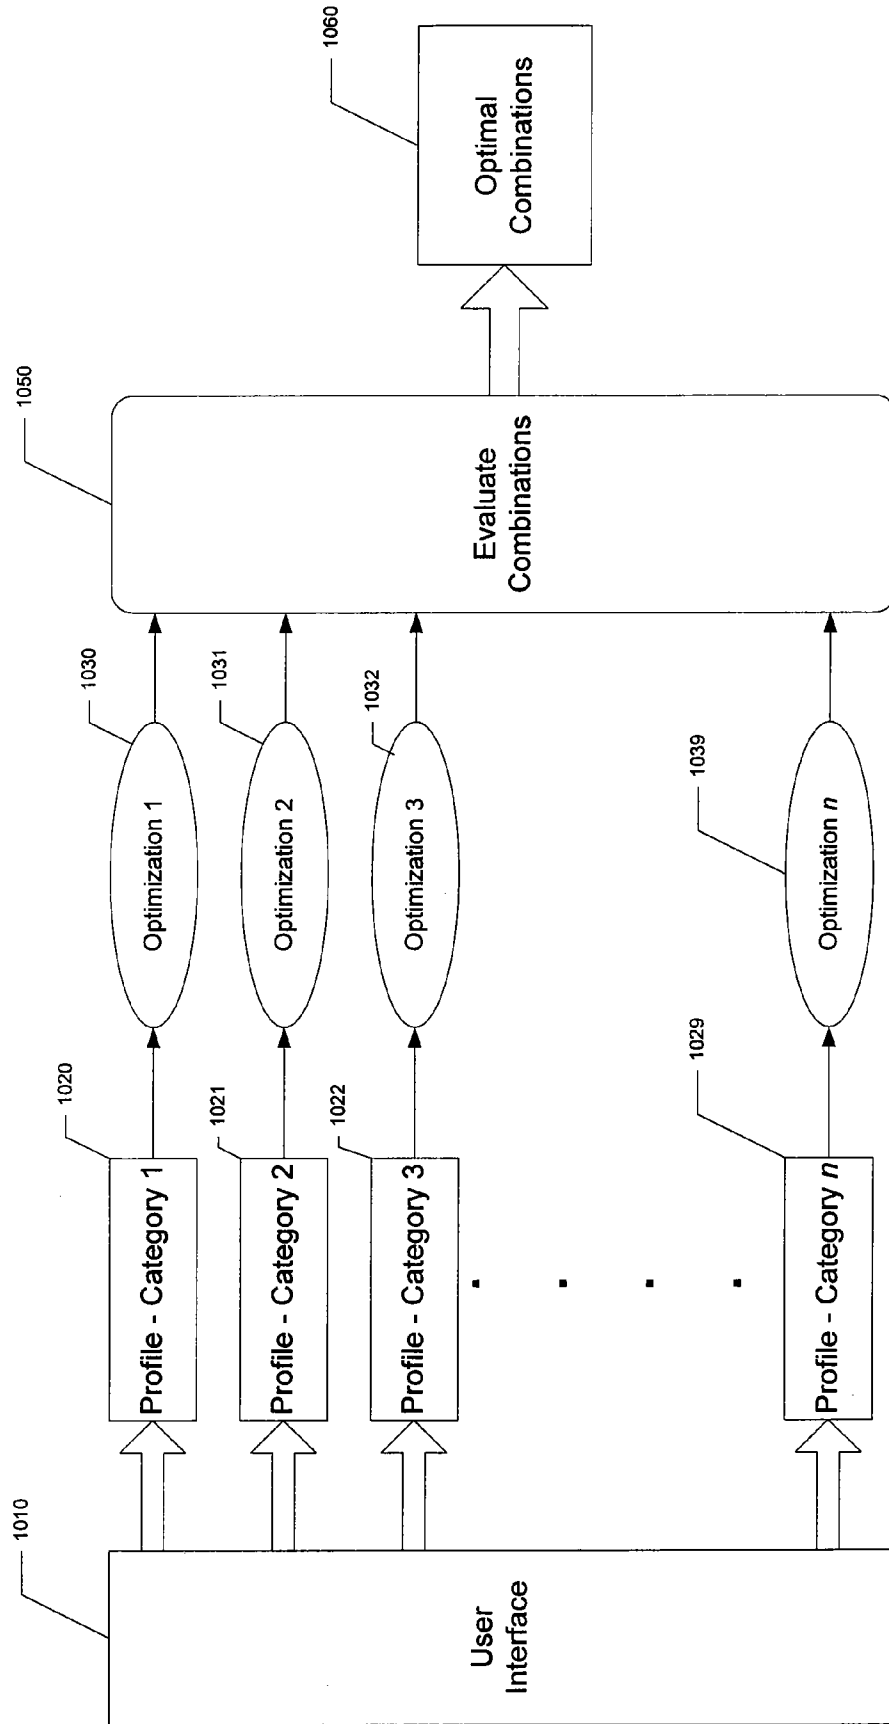 1010
User
Interface
1020
Profile - Category 1
1021
Profile - Category 2
1022
Profile - Category 3
1029
Profile - Category n
1030
Optimization 1
1031
Optimization 2
1032
Optimization 3
1039
Optimization n
1050
Evaluate
Combinations
1060
Optimal
Combinations